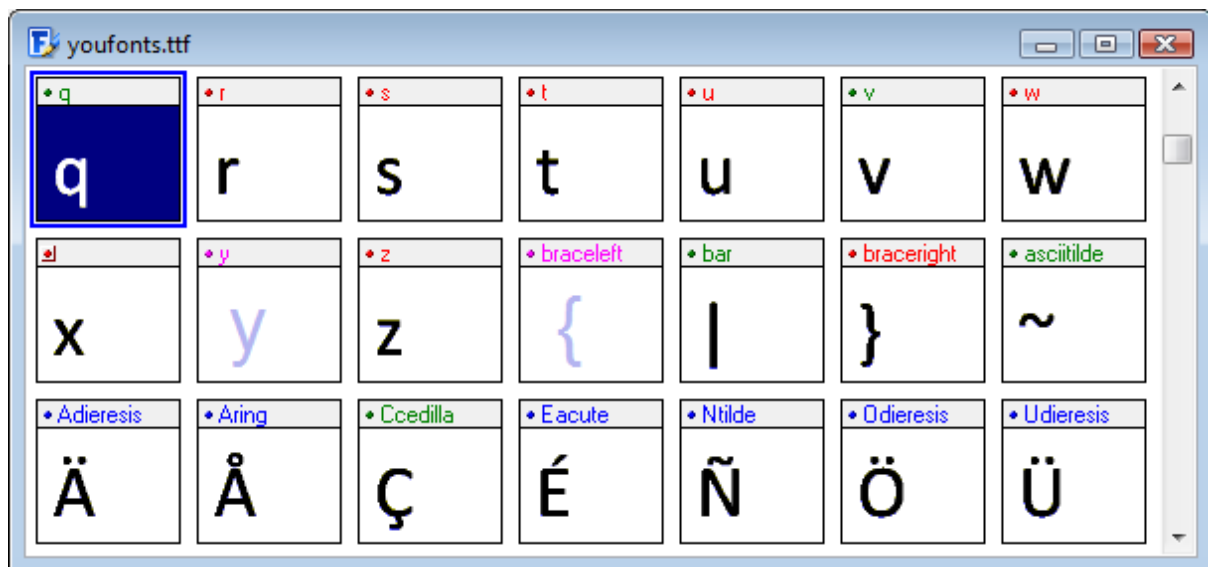 youfonts.ttf
q r s t u v w
q r s t u v w
y z braceleft bar braceright asciitilde
x y z { | } ~
Adieresis Aring Ccedilla Eacute Ntilde Odieresis Udieresis
Ä Å Ç É Ñ Ö Ü